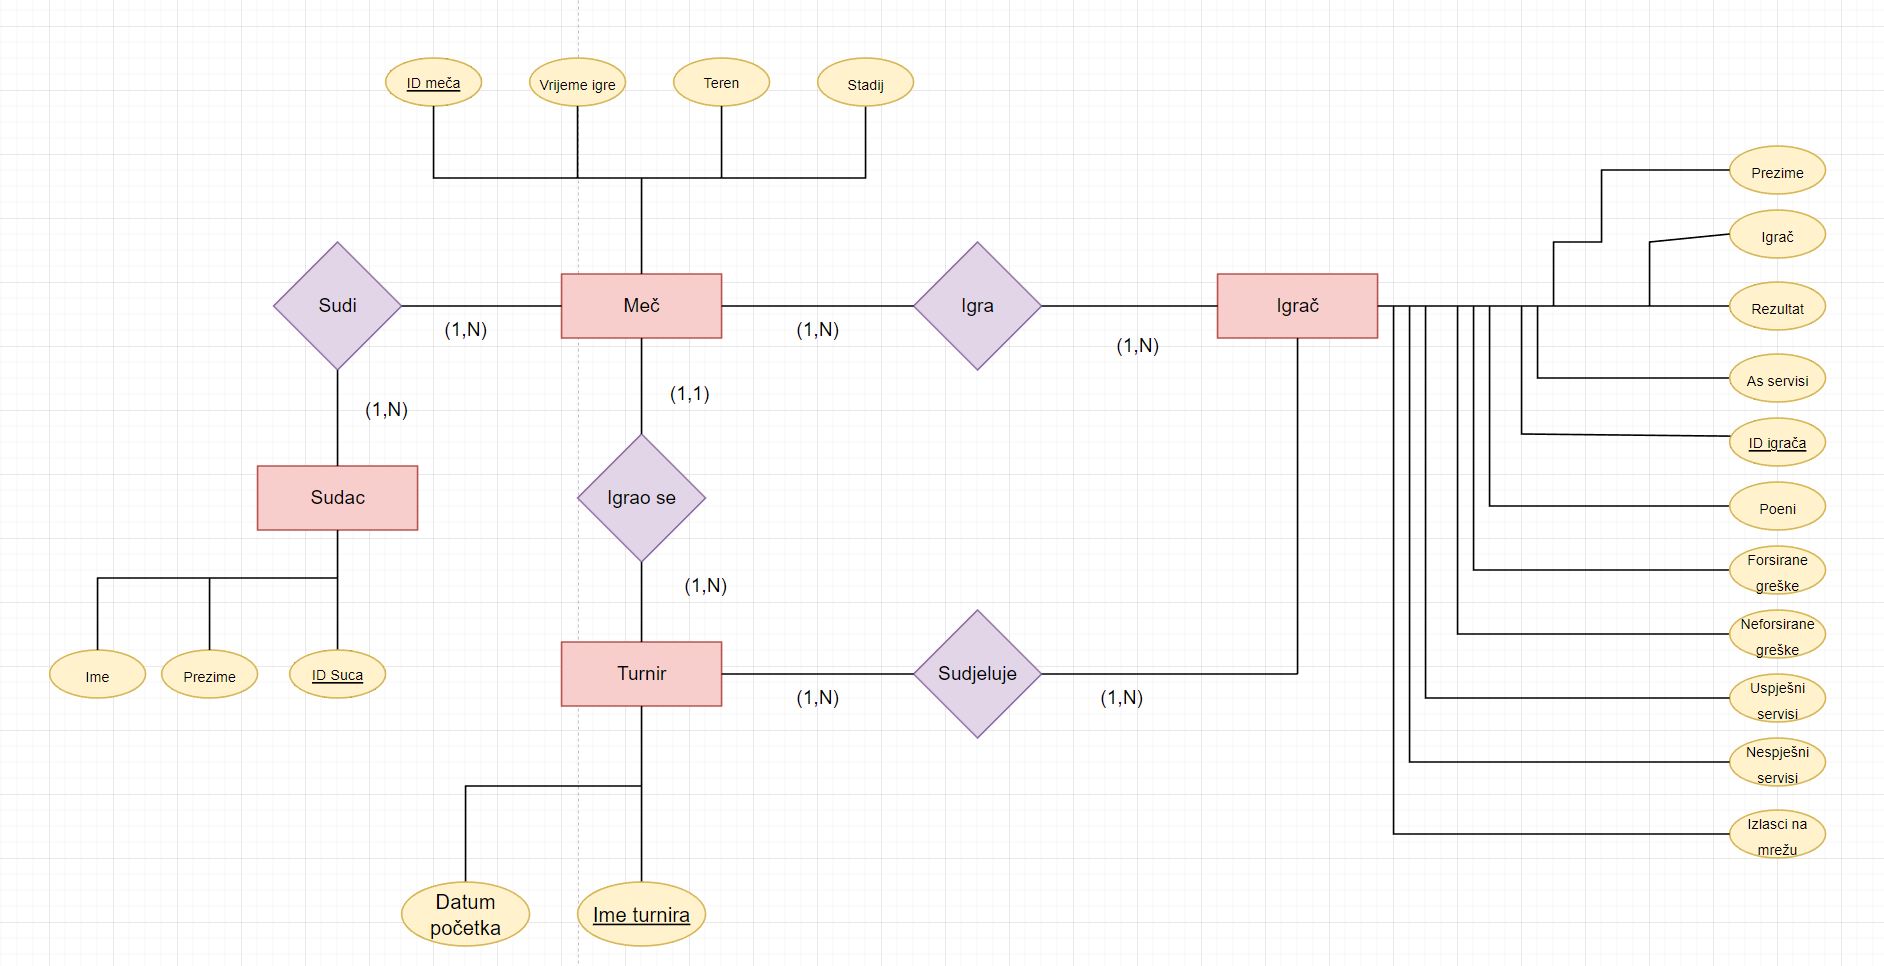 ID meča
Vrijeme igre
Teren
Stadij
Prezime
Igrač
Sudi
(1,N)
Meč
(1,N)
Igra
(1,N)
Igrač
Rezultat
As servisi
(1,N)
(1,1)
ID igrača
Sudac
Igrao se
Poeni
Forsirane
greške
(1,N)
Neforsirane
greške
Ime
Prezime
ID Suca
Turnir
(1,N)
Sudjeluje
(1,N)
Uspješni
servisi
Nespješni
servisi
Izlasci na
mrežu
Datum
početka
Ime turnira